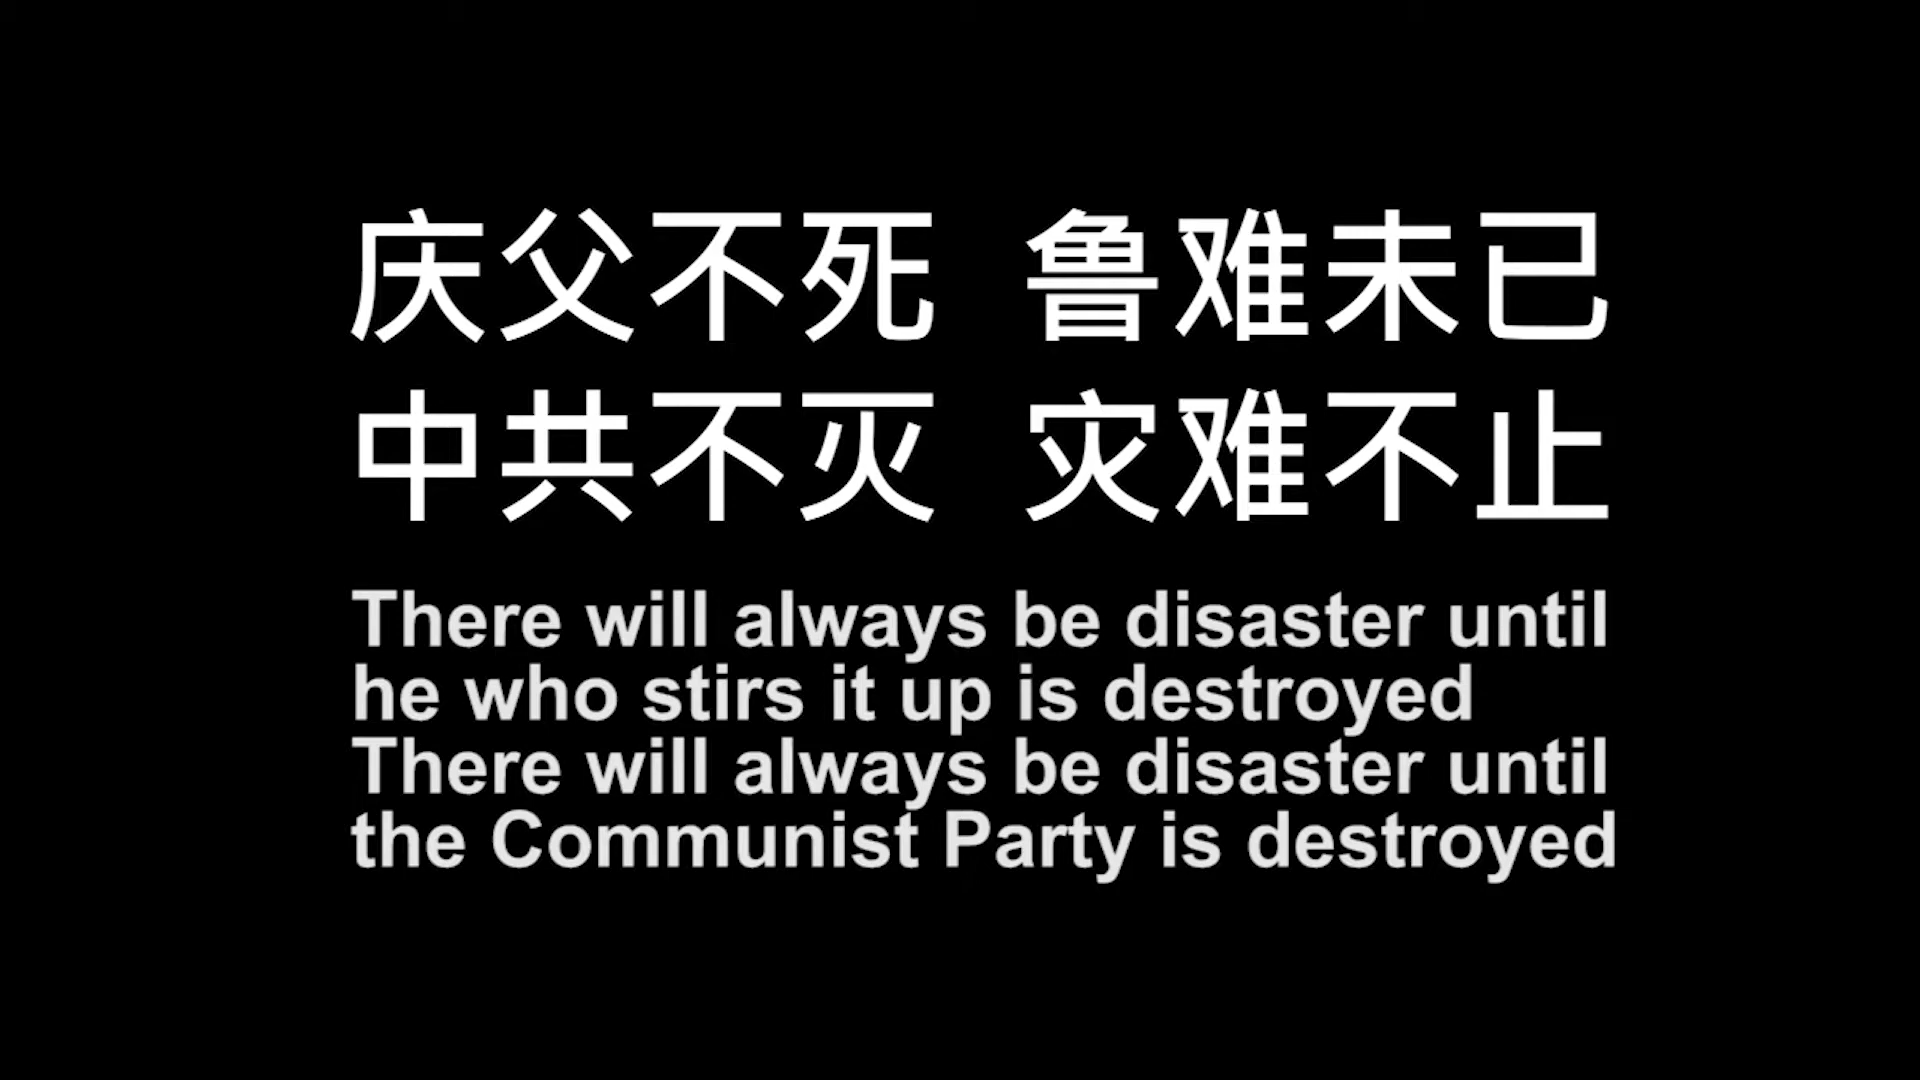 庆父不死 鲁难未已
中共不灭 灾难不止
There will always be disaster until
he who stirs it up is destroyed
There will always be disaster until
the Communist Party is destroyed